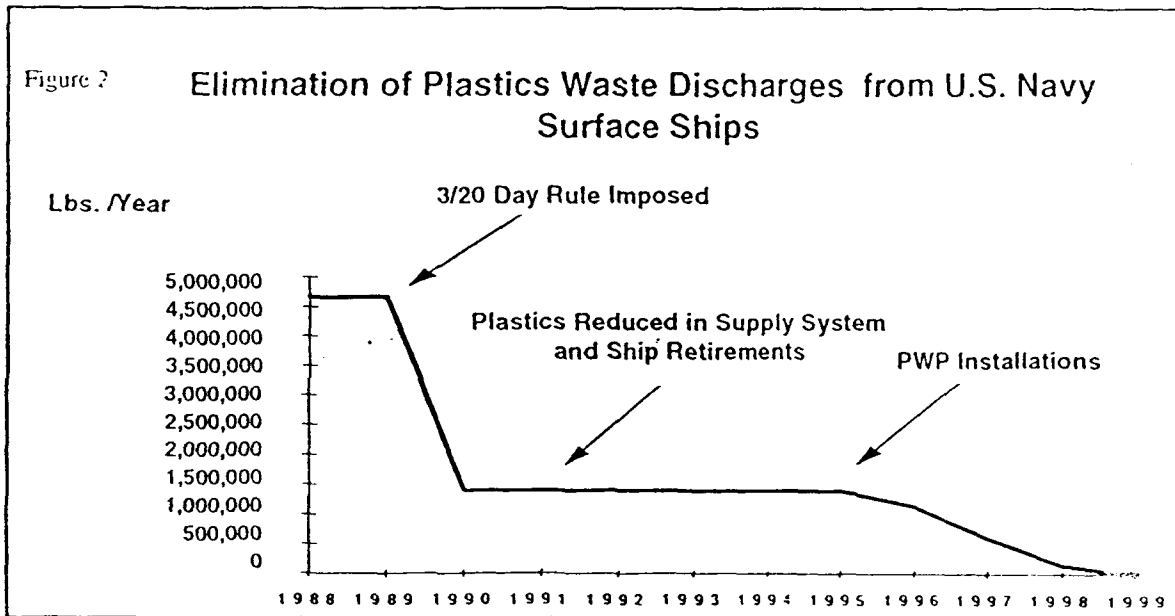 Figure 2
Elimination of Plastics Waste Discharges from U.S. Navy
Surface Ships
Lbs. /Year
3/20 Day Rule Imposed
Plastics Reduced in Supply System
and Ship Retirements
PWP Installations
5,000,000
4,500,000
4,000,000
3,500,000
3,000,000
2,500,000
2,000,000
1,500,000
1,000,000
500,000
0
1988 1989 1990 1991 1992 1993 1994 1995 1996 1997 1998 1999